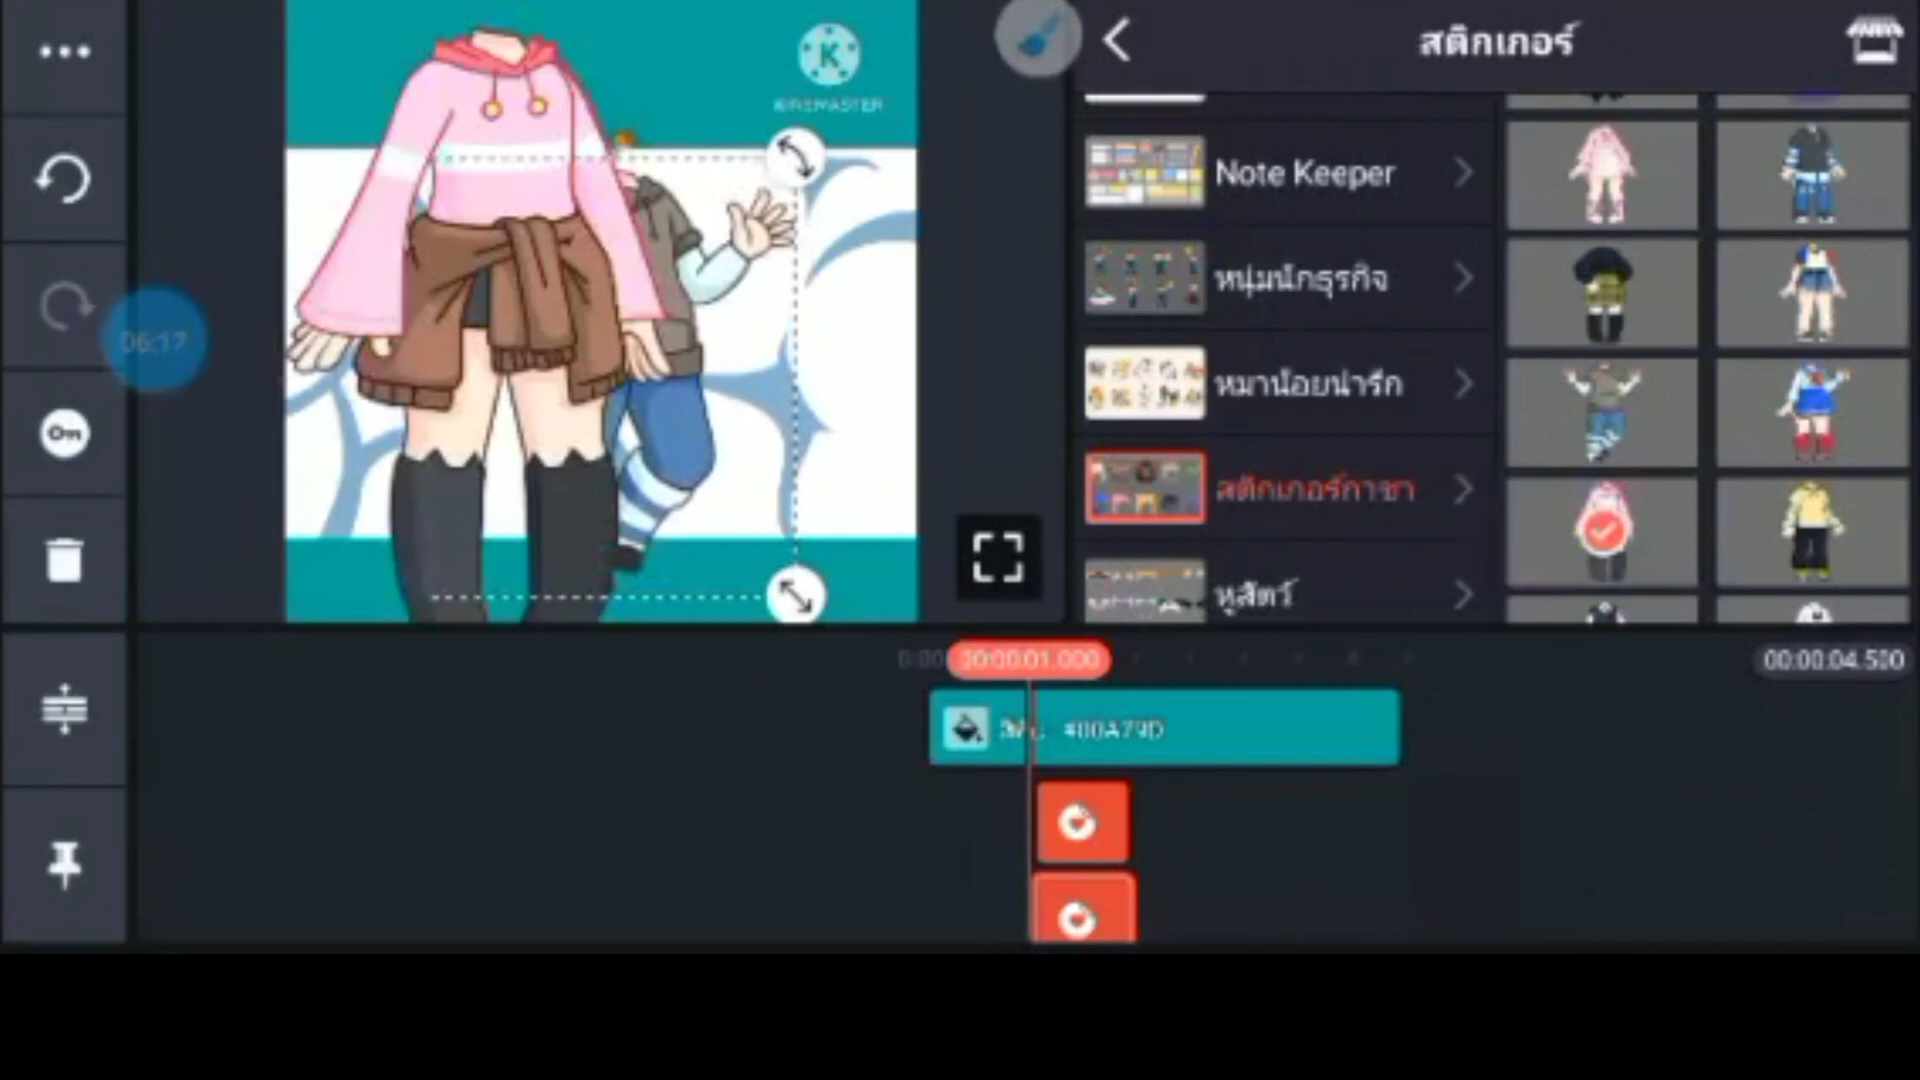 สติกเกอร์
KINEMASTER
Note Keeper
หนุ่มนักธุรกิจ
06:17
หมาน้อยน่ารัก
สติกเกอร์กาชา
หูสัตว์
00:00:01.000
00:00:04.500